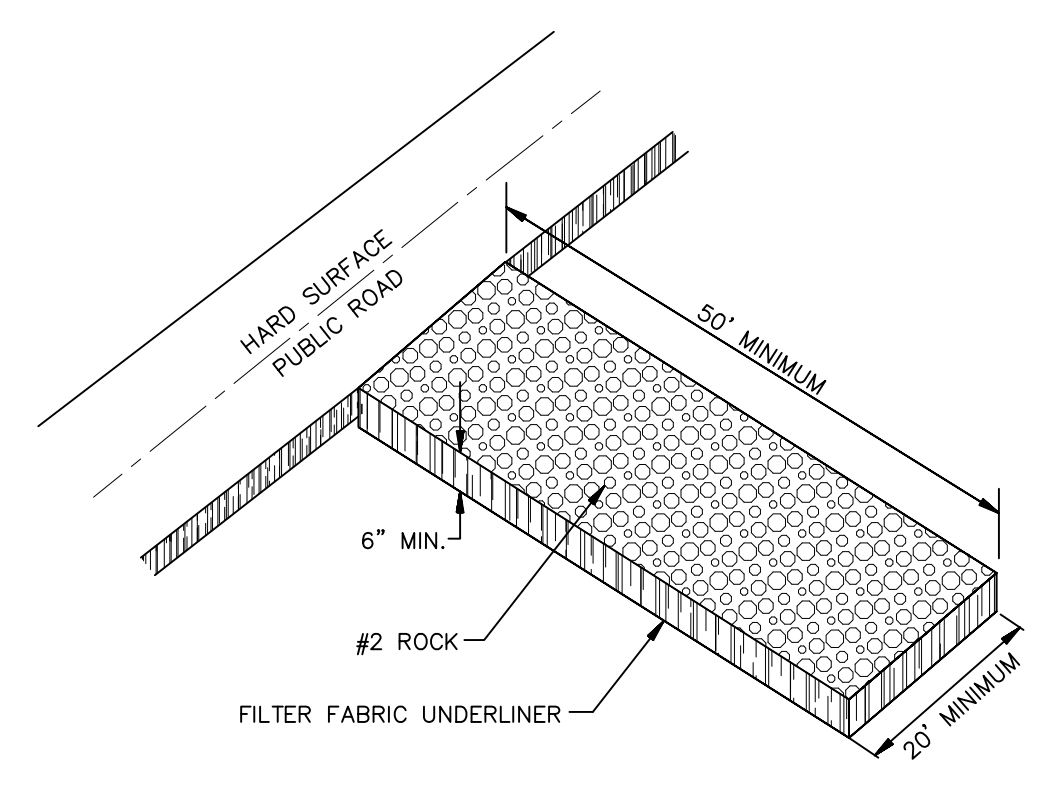 HARD SURFACE
PUBLIC ROAD
50' MINIMUM
6" MIN.
#2 ROCK
FILTER FABRIC UNDERLINER
20' MINIMUM